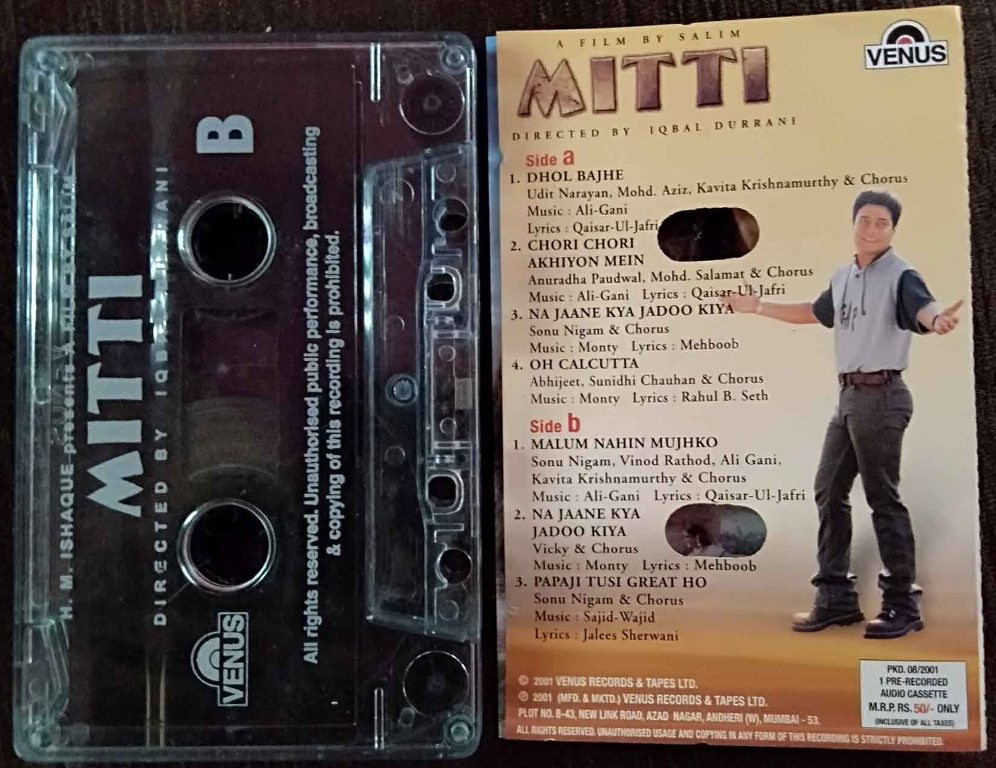 H. M. ISHAQUE presents A FILM BY SALIM
MITTI
DIRECTED BY IQBAL DURRANI
B
VENUS
All rights reserved. Unauthorised public performance, broadcasting
& copying of this recording is prohibited.
A FILM BY SALIM
MITTI
DIRECTED BY IQBAL DURRANI
VENUS
Side a
1. DHOL BAJHE
Udit Narayan, Mohd. Aziz, Kavita Krishnamurthy & Chorus
Music : Ali-Gani
Lyrics : Qaisar-Ul-Jafri
2. CHORI CHORI
AKHIYON MEIN
Anuradha Paudwal, Mohd. Salamat & Chorus
Music : Ali-Gani Lyrics : Qaisar-Ul-Jafri
3. NA JAANE KYA JADOO KIYA
Sonu Nigam & Chorus
Music : Monty Lyrics : Mehboob
4. OH CALCUTTA
Abhijeet, Sunidhi Chauhan & Chorus
Music : Monty Lyrics : Rahul B. Seth
Side b
1. MALUM NAHIN MUJHKO
Sonu Nigam, Vinod Rathod, Ali Gani,
Kavita Krishnamurthy & Chorus
Music : Ali-Gani Lyrics : Qaisar-Ul-Jafri
2. NA JAANE KYA
JADOO KIYA
Vicky & Chorus
Music : Monty Lyrics : Mehboob
3. PAPAJI TUSI GREAT HO
Sonu Nigam & Chorus
Music : Sajid-Wajid
Lyrics : Jalees Sherwani
© 2001 VENUS RECORDS & TAPES LTD.
℗ 2001 (MFD. & MKTD.) VENUS RECORDS & TAPES LTD.
PLOT NO. B-43, NEW LINK ROAD, AZAD NAGAR, ANDHERI (W), MUMBAI - 53.
ALL RIGHTS RESERVED. UNAUTHORISED USAGE AND COPYING IN ANY FORM OF THIS RECORDING IS STRICTLY PROHIBITED.
PKD. 08/2001
1 PRE-RECORDED
AUDIO CASSETTE
M.R.P. RS. 50/- ONLY
(INCLUSIVE OF ALL TAXES)